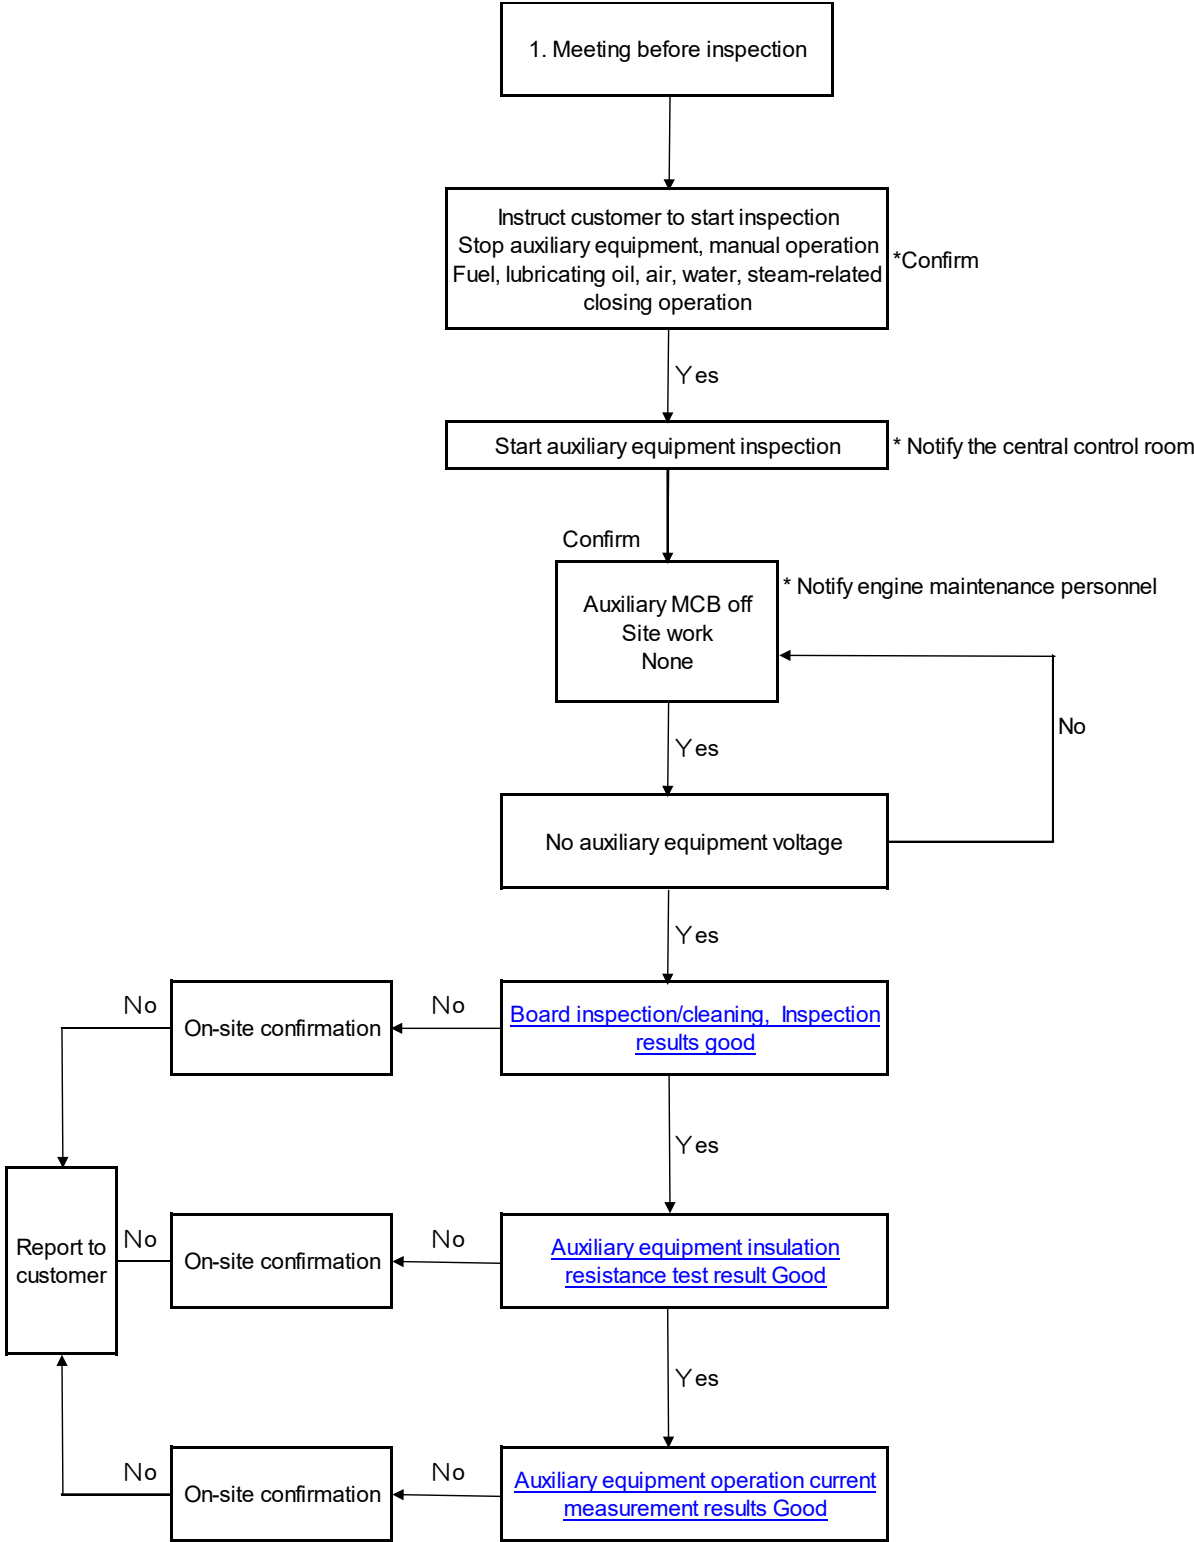 1. Meeting before inspection
Instruct customer to start inspection
Stop auxiliary equipment, manual operation
Fuel, lubricating oil, air, water, steam-related
closing operation
*Confirm
Yes
Start auxiliary equipment inspection
* Notify the central control room
Confirm
Auxiliary MCB off
Site work
None
* Notify engine maintenance personnel
No
Yes
No auxiliary equipment voltage
Yes
No
On-site confirmation
No
Board inspection/cleaning, Inspection
results good
Yes
Report to
customer
No
On-site confirmation
No
Auxiliary equipment insulation
resistance test result Good
Yes
No
On-site confirmation
No
Auxiliary equipment operation current
measurement results Good